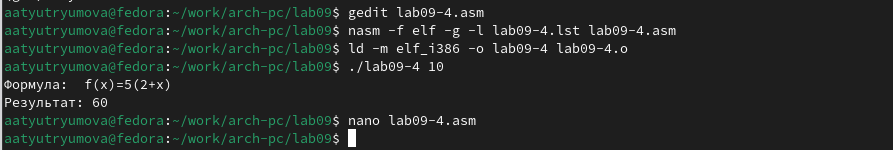 aatyutryumova@fedora:~/work/arch-pc/lab09$ gedit lab09-4.asm
aatyutryumova@fedora:~/work/arch-pc/lab09$ nasm -f elf -g -l lab09-4.lst lab09-4.asm
aatyutryumova@fedora:~/work/arch-pc/lab09$ ld -m elf_i386 -o lab09-4 lab09-4.o
aatyutryumova@fedora:~/work/arch-pc/lab09$ ./lab09-4 10
Формула:  f(x)=5(2+x)
Результат: 60
aatyutryumova@fedora:~/work/arch-pc/lab09$ nano lab09-4.asm
aatyutryumova@fedora:~/work/arch-pc/lab09$